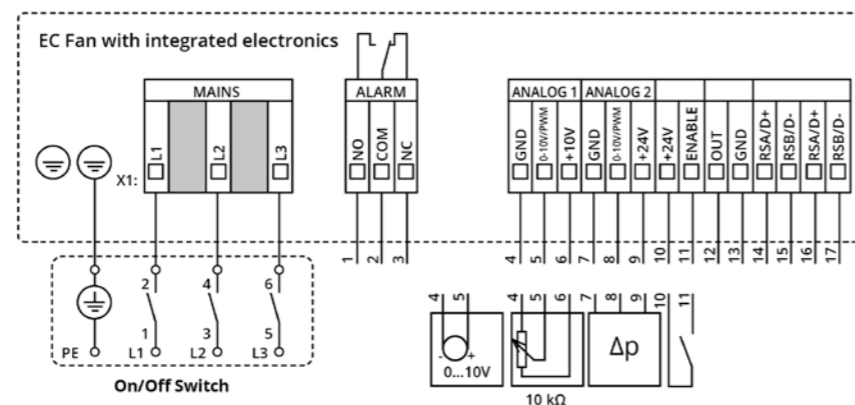 EC Fan with integrated electronics
MAINS
ALARM
ANALOG 1 ANALOG 2
X1:
L1
L2
L3
NO
COM
NC
GND
0-10V/PWM
+10V
GND
0-10V/PWM
+24V
+24V
ENABLE
OUT
GND
RSA/D+
RSB/D-
RSA/D+
RSB/D-
1
2
3
4
5
6
7
8
9
10
11
12
13
14
15
16
17
2
4
6
1
3
5
PE
L1
L2
L3
On/Off Switch
4
5
- +
0...10V
4
5
6
10 kΩ
7
8
9
Δp
10
11